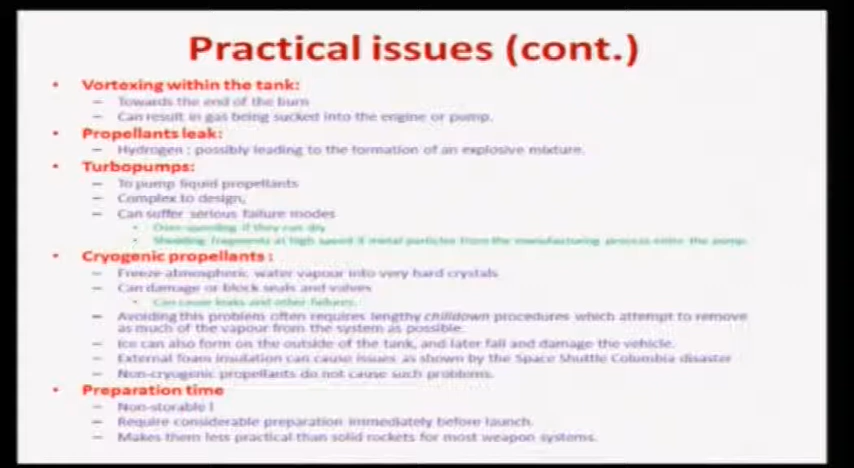 Practical issues (cont.)
• Vortexing within the tank:
– Towards the end of the burn
– Can result in gas being sucked into the engine or pump.
• Propellants leak:
– Hydrogen : possibly leading to the formation of an explosive mixture.
• Turbopumps:
– To pump liquid propellants
– Complex to design,
– Can suffer serious failure modes
• Over-speeding if they run dry
• Shedding fragments at high speed if metal particles from the manufacturing process enter the pump.
• Cryogenic propellants :
– Freeze atmospheric water vapour into very hard crystals
– Can damage or block seals and valves
• Can cause leaks and other failures.
– Avoiding this problem often requires lengthy chilldown procedures which attempt to remove
as much of the vapour from the system as possible.
– Ice can also form on the outside of the tank, and later fall and damage the vehicle.
– External foam insulation can cause issues as shown by the Space Shuttle Columbia disaster
– Non-cryogenic propellants do not cause such problems.
• Preparation time
– Non-storable l
– Require considerable preparation immediately before launch.
– Makes them less practical than solid rockets for most weapon systems.